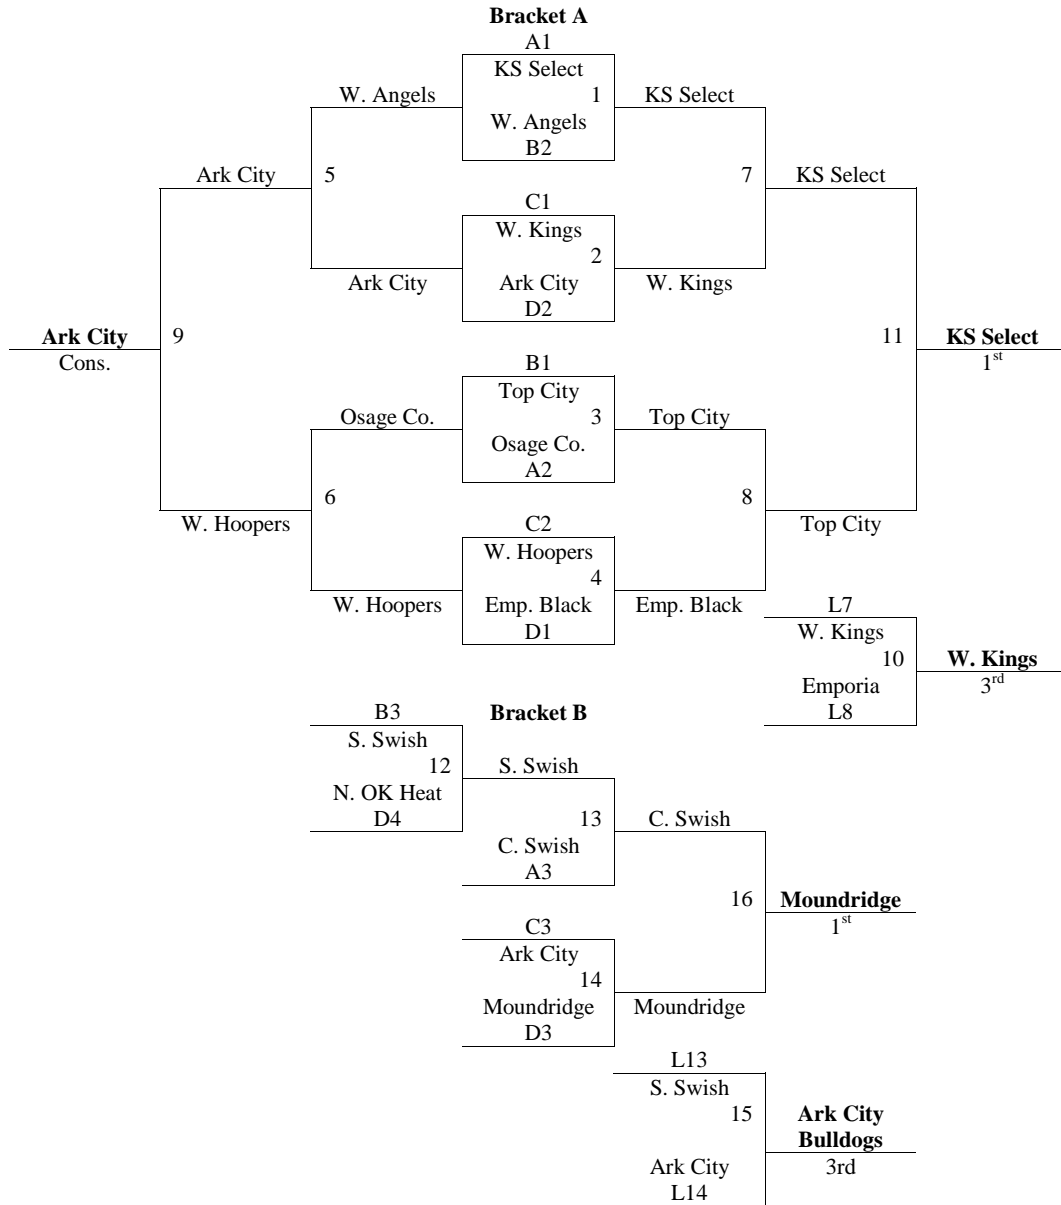 Bracket A
A1
KS Select
W. Angels
1
KS Select
W. Angels
B2
Ark City
5
7
KS Select
C1
W. Kings
2
Ark City
Ark City
W. Kings
D2
Ark City
9
11
KS Select
Cons.
1st
B1
Top City
Osage Co.
3
Top City
Osage Co.
A2
6
8
W. Hoopers
Top City
C2
W. Hoopers
4
W. Hoopers
Emp. Black
Emp. Black
D1
L7
W. Kings
10
W. Kings
Emporia
3rd
L8
Bracket B
B3
S. Swish
12
S. Swish
N. OK Heat
D4
13
C. Swish
C. Swish
A3
16
Moundridge
1st
C3
Ark City
14
Moundridge
Moundridge
D3
L13
S. Swish
15
Ark City
Bulldogs
Ark City
3rd
L14